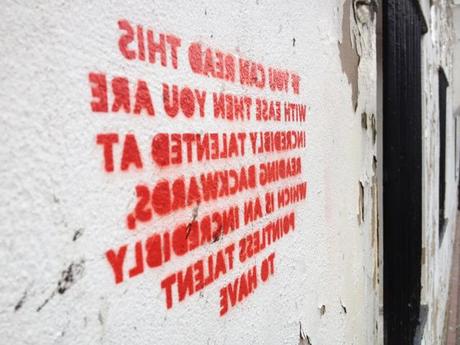 IF YOU CAN READ THIS
WITH EASE THEN YOU ARE
INCREDIBLY TALENTED AT
READING BACKWARDS,
WHICH IS AN INCREDIBLY
POINTLESS TALENT
TO HAVE